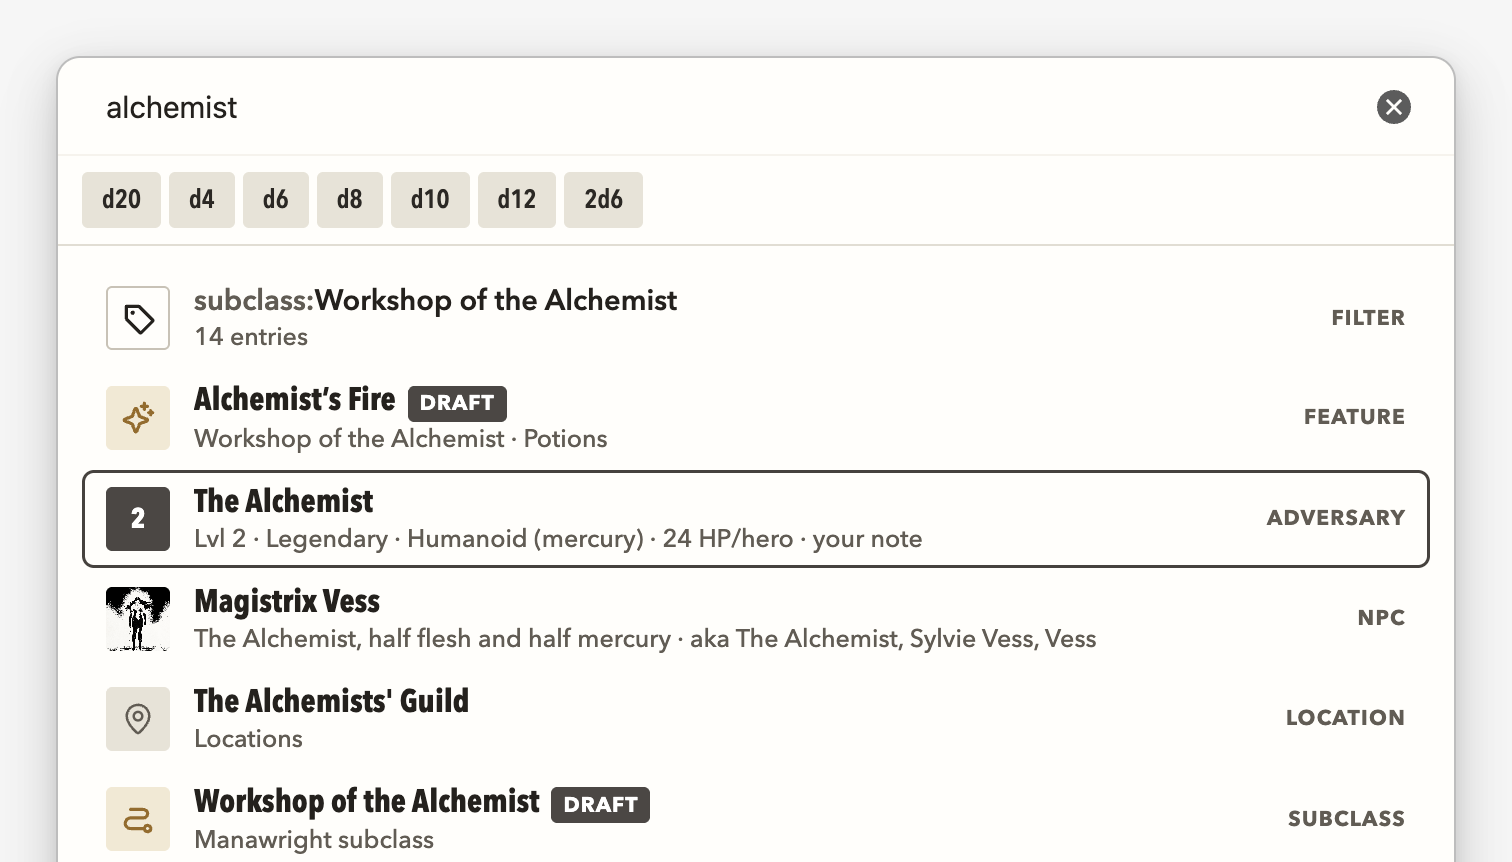 alchemist
d20 d4 d6 d8 d10 d12 2d6
subclass:Workshop of the Alchemist
14 entries
FILTER
Alchemist’s Fire DRAFT
Workshop of the Alchemist · Potions
FEATURE
2
The Alchemist
Lvl 2 · Legendary · Humanoid (mercury) · 24 HP/hero · your note
ADVERSARY
Magistrix Vess
The Alchemist, half flesh and half mercury · aka The Alchemist, Sylvie Vess, Vess
NPC
The Alchemists' Guild
Locations
LOCATION
Workshop of the Alchemist DRAFT
Manawright subclass
SUBCLASS